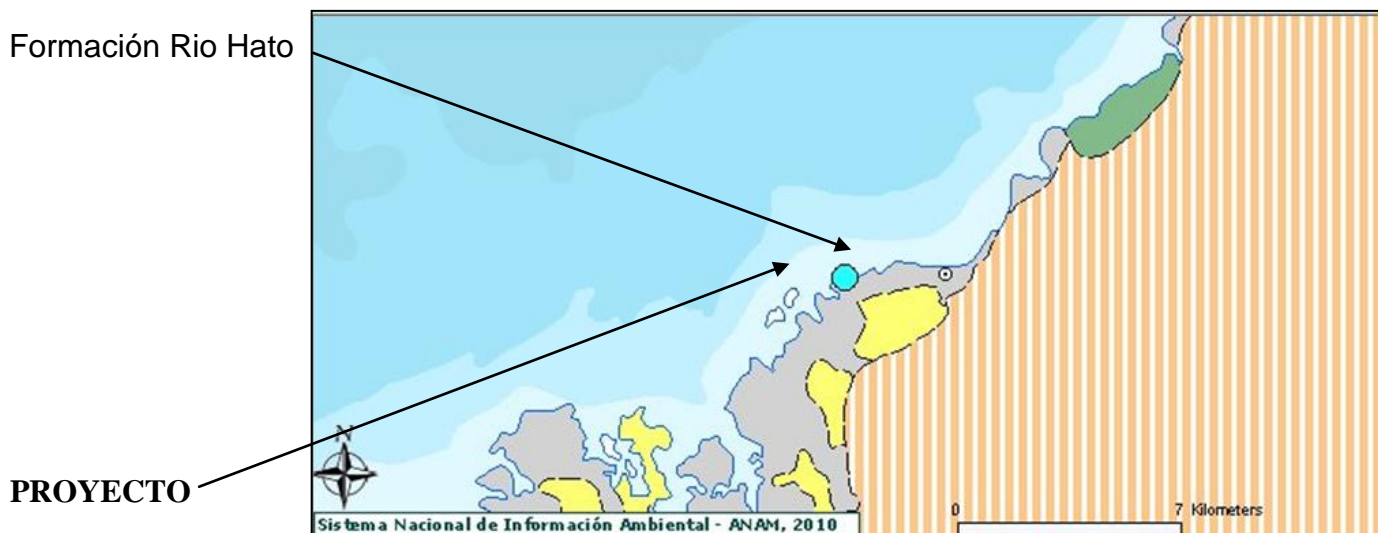 Formación Rio Hato
N
PROYECTO
Sistema Nacional de Información Ambiental - ANAM, 2010
0 7 Kilometers